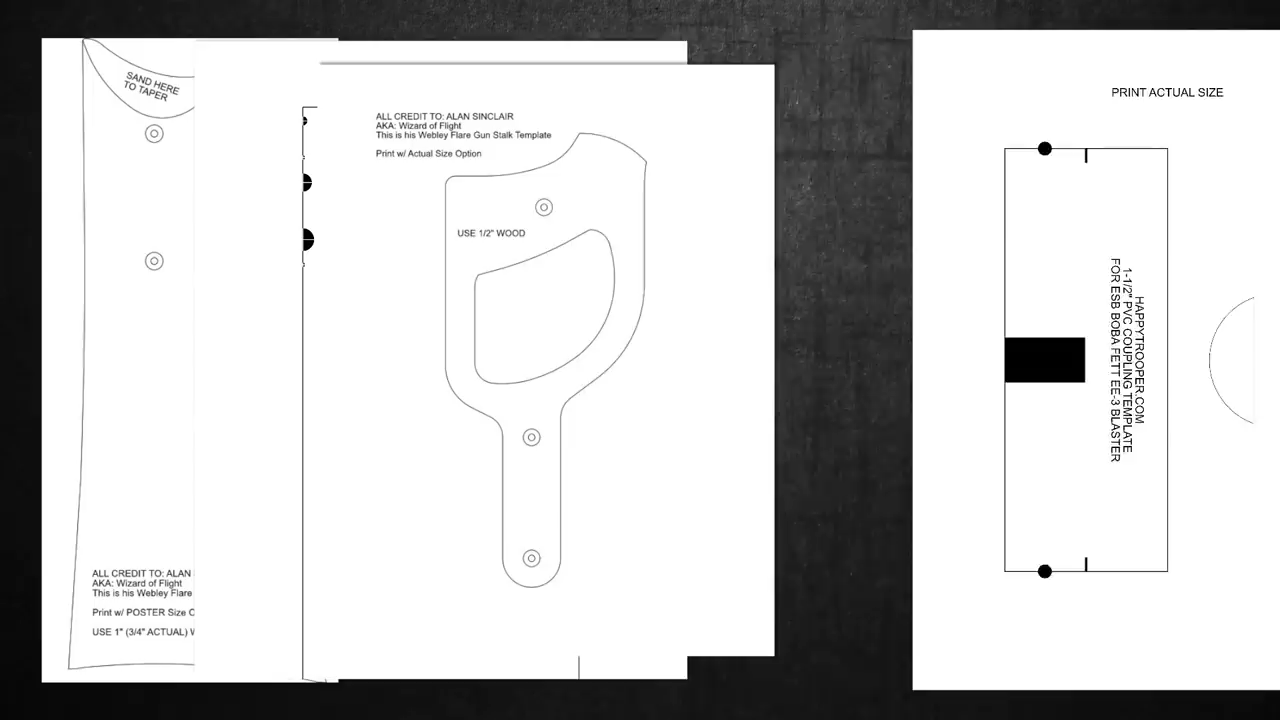 SAND HERE
TO TAPER
ALL CREDIT TO: ALAN
AKA: Wizard of Flight
This is his Webley Flare
Print w/ POSTER Size
USE 1" (3/4" ACTUAL)
ALL CREDIT TO: ALAN SINCLAIR
AKA: Wizard of Flight
This is his Webley Flare Gun Stalk Template
Print w/ Actual Size Option
USE 1/2" WOOD
PRINT ACTUAL SIZE
HAPPYTROOPER.COM
1-1/2" PVC COUPLING TEMPLATE
FOR ESB BOBA FETT EE-3 BLASTER